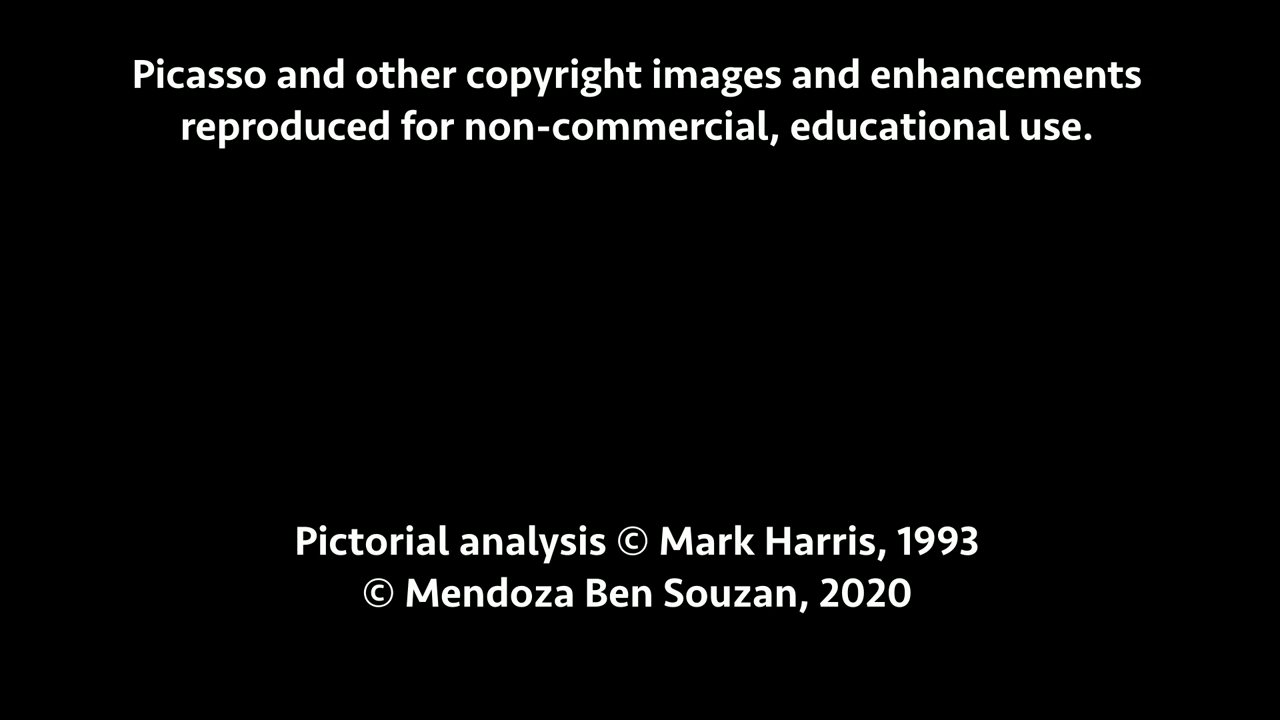 Picasso and other copyright images and enhancements
reproduced for non-commercial, educational use.
Pictorial analysis © Mark Harris, 1993
© Mendoza Ben Souzan, 2020